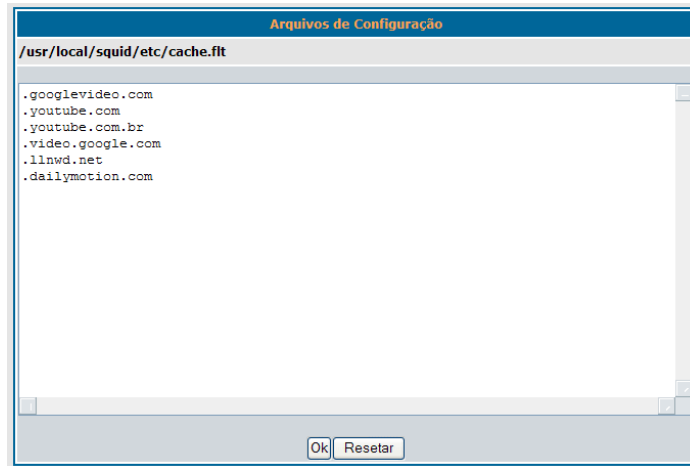 Arquivos de Configuração
/usr/local/squid/etc/cache.flt
.googlevideo.com
.youtube.com
.youtube.com.br
.video.google.com
.llnwd.net
.dailymotion.com
Ok Resetar